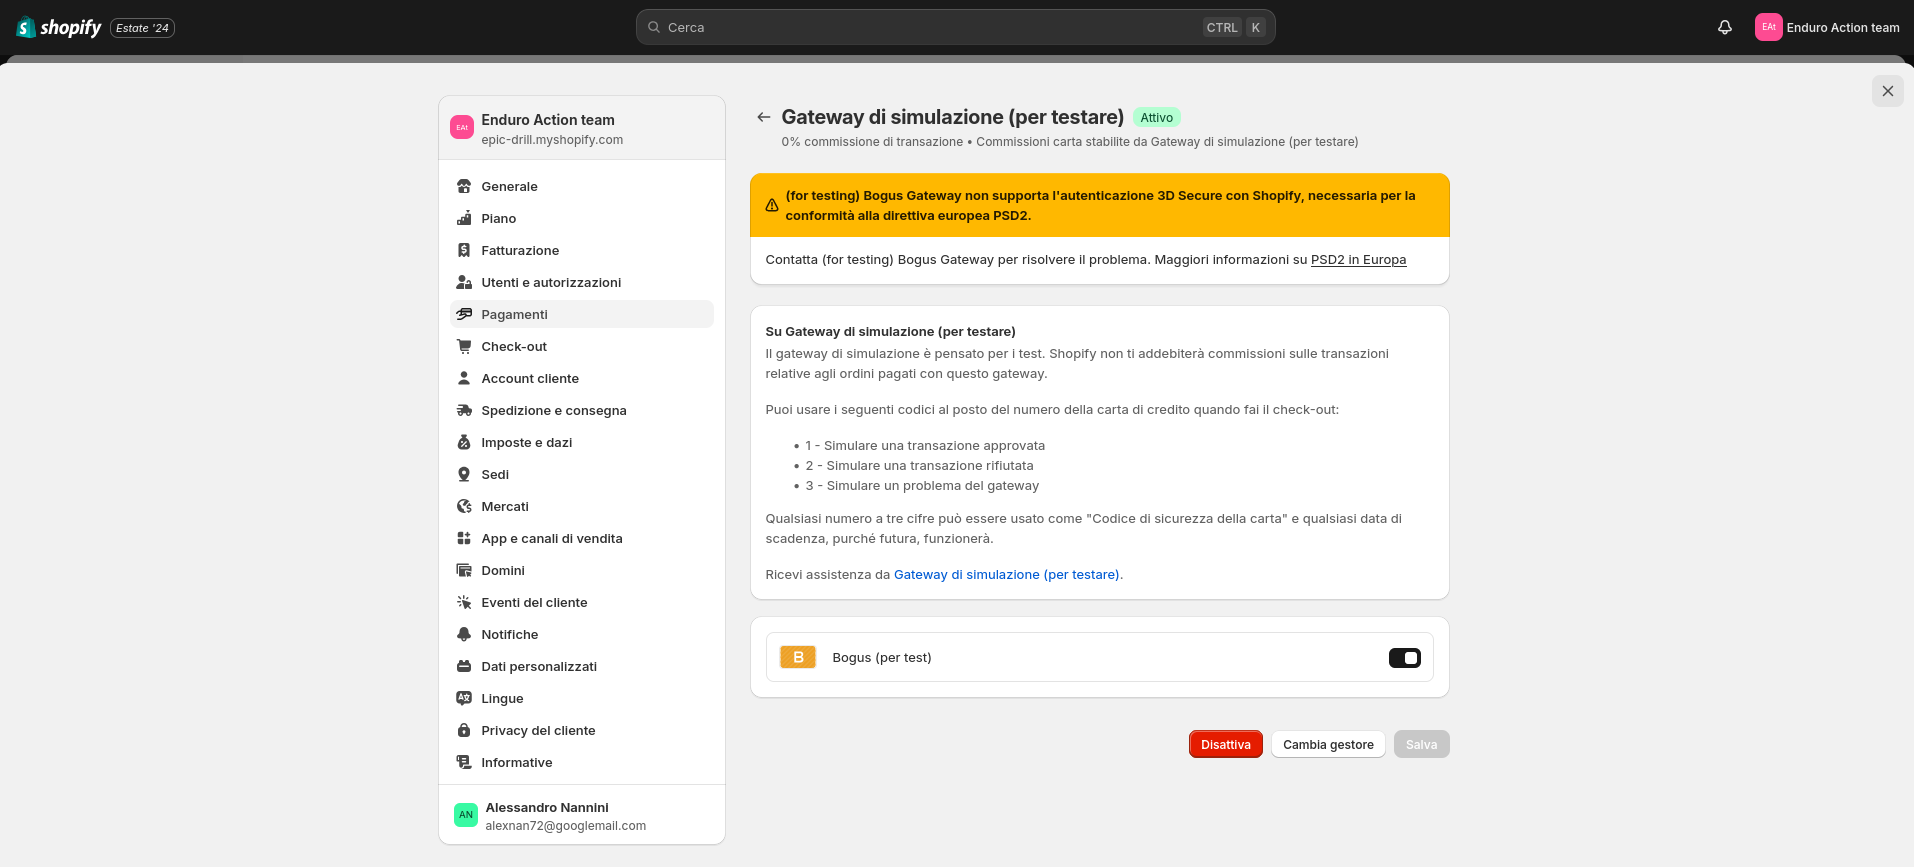 shopify
Estate '24
Cerca
CTRL K
EAt
Enduro Action team
EAt
Enduro Action team
epic-drill.myshopify.com
Generale
Piano
Fatturazione
Utenti e autorizzazioni
Pagamenti
Check-out
Account cliente
Spedizione e consegna
Imposte e dazi
Sedi
Mercati
App e canali di vendita
Domini
Eventi del cliente
Notifiche
Dati personalizzati
Lingue
Privacy del cliente
Informative
AN
Alessandro Nannini
alexnan72@googlemail.com
Gateway di simulazione (per testare) Attivo
0% commissione di transazione • Commissioni carta stabilite da Gateway di simulazione (per testare)
(for testing) Bogus Gateway non supporta l'autenticazione 3D Secure con Shopify, necessaria per la
conformità alla direttiva europea PSD2.
Contatta (for testing) Bogus Gateway per risolvere il problema. Maggiori informazioni su PSD2 in Europa
Su Gateway di simulazione (per testare)
Il gateway di simulazione è pensato per i test. Shopify non ti addebiterà commissioni sulle transazioni
relative agli ordini pagati con questo gateway.
Puoi usare i seguenti codici al posto del numero della carta di credito quando fai il check-out:
• 1 - Simulare una transazione approvata
• 2 - Simulare una transazione rifiutata
• 3 - Simulare un problema del gateway
Qualsiasi numero a tre cifre può essere usato come "Codice di sicurezza della carta" e qualsiasi data di
scadenza, purché futura, funzionerà.
Ricevi assistenza da Gateway di simulazione (per testare).
B
Bogus (per test)
Disattiva
Cambia gestore
Salva